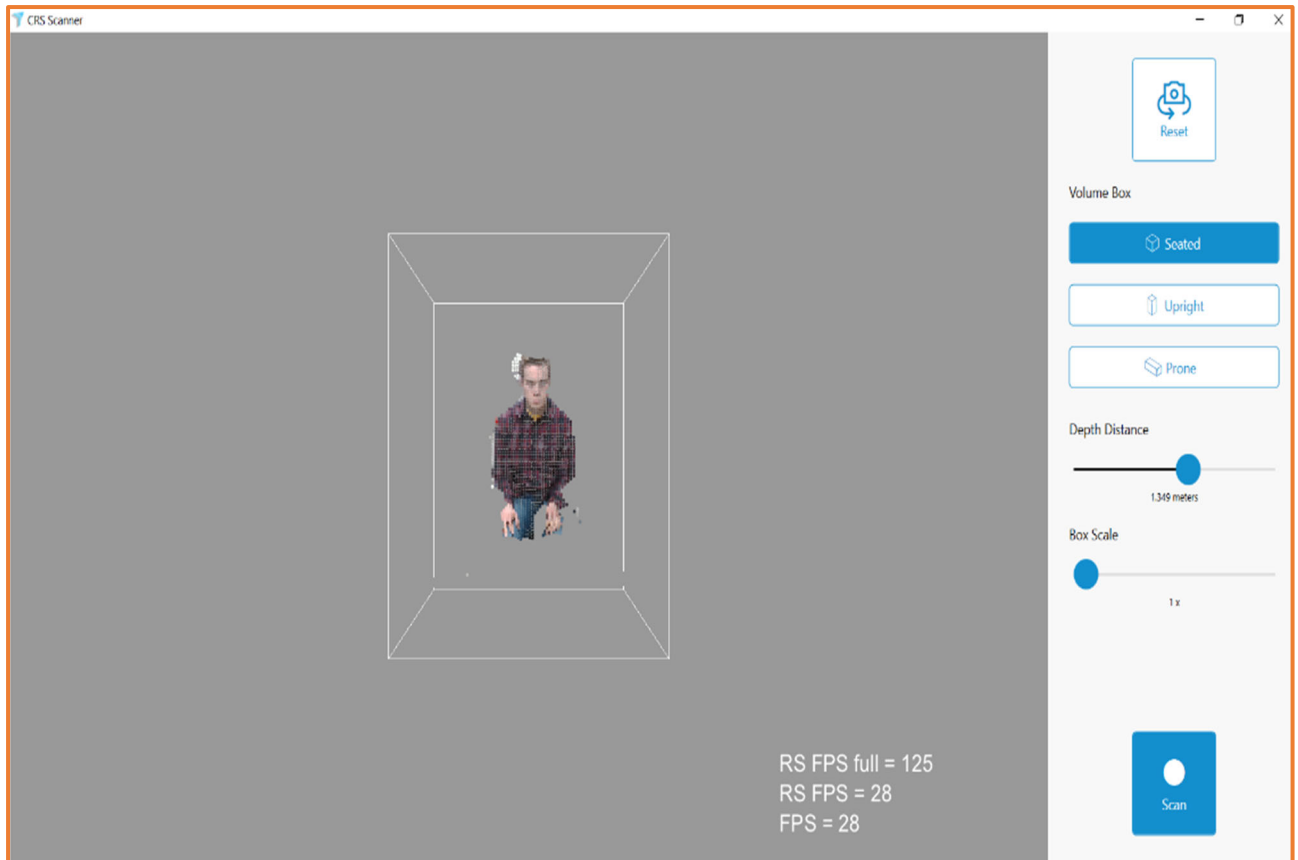 CRS Scanner
Reset
Volume Box
Seated
Upright
Prone
Depth Distance
1.349 meters
Box Scale
1 x
RS FPS full = 125
RS FPS = 28
FPS = 28
Scan